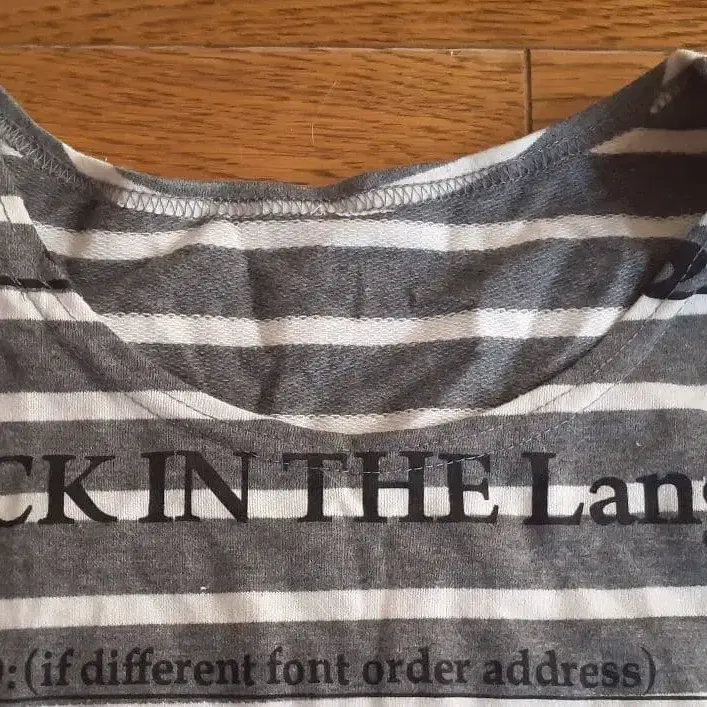 CK IN THE Lang
):(if different font order address)